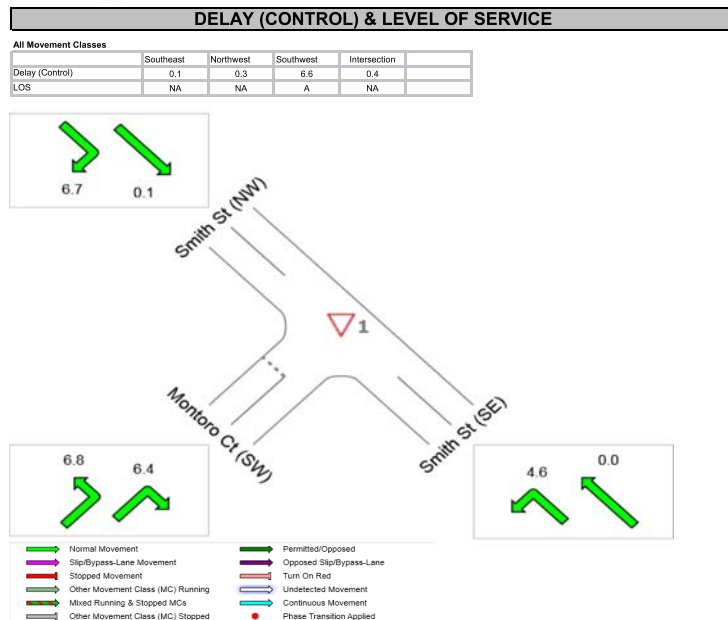 DELAY (CONTROL) & LEVEL OF SERVICE
All Movement Classes
Southeast Northwest Southwest Intersection
Delay (Control) 0.1 0.3 6.6 0.4
LOS NA NA A NA
6.7 0.1
Smith St (NW)
1
Montoro Ct (SW)
Smith St (SE)
6.8 6.4
4.6 0.0
Normal Movement Permitted/Opposed
Slip/Bypass-Lane Movement Opposed Slip/Bypass-Lane
Stopped Movement Turn On Red
Other Movement Class (MC) Running Undetected Movement
Mixed Running & Stopped MCs Continuous Movement
Other Movement Class (MC) Stopped Phase Transition Applied